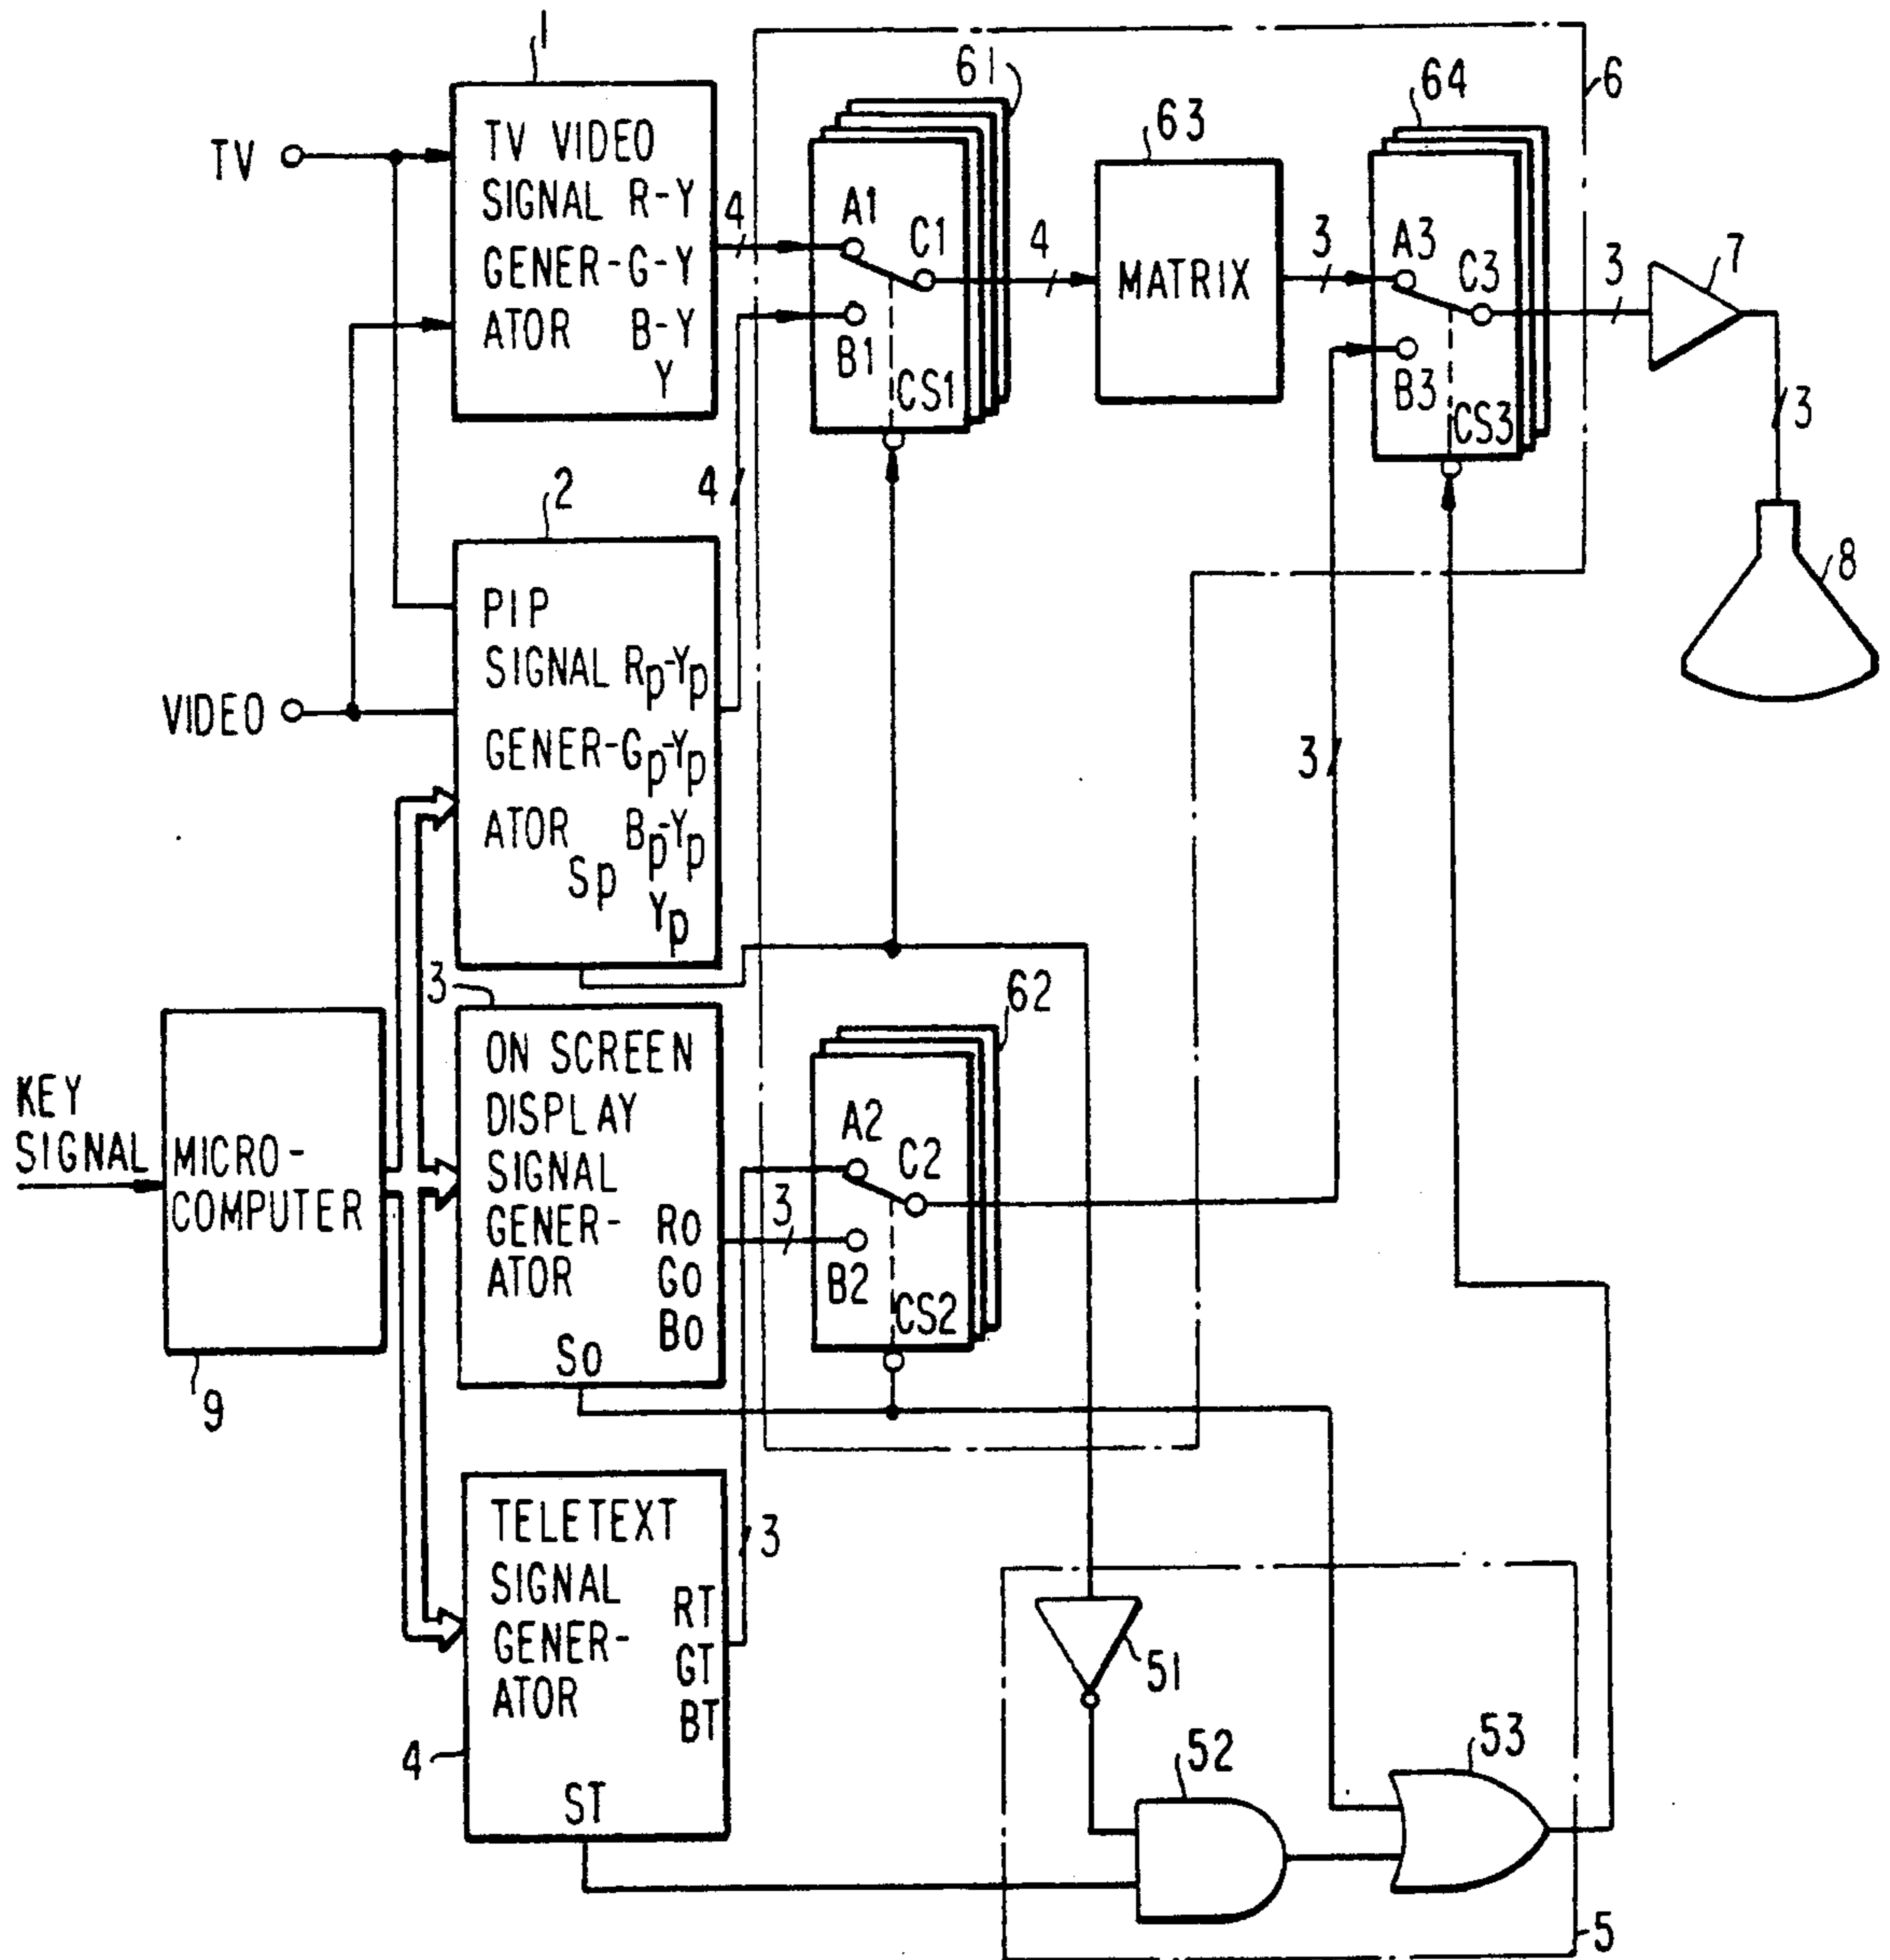 1
61
64
6
63
TV
TV VIDEO
SIGNAL R-Y
GENER-G-Y
ATOR B-Y
Y
4
A1
C1
B1
CS1
4
MATRIX
3
A3
C3
B3
CS3
3
7
3
8
4
2
PIP
SIGNAL Rp-Yp
GENER-Gp-Yp
ATOR Bp-Yp
Sp
Yp
VIDEO
3
3
62
ON SCREEN
DISPLAY
SIGNAL
GENER-
ATOR
RO
GO
BO
SO
3
A2
C2
B2
CS2
KEY
SIGNAL
MICRO-
COMPUTER
9
TELETEXT
SIGNAL
GENER-
ATOR
RT
GT
BT
ST
4
3
51
52
53
5